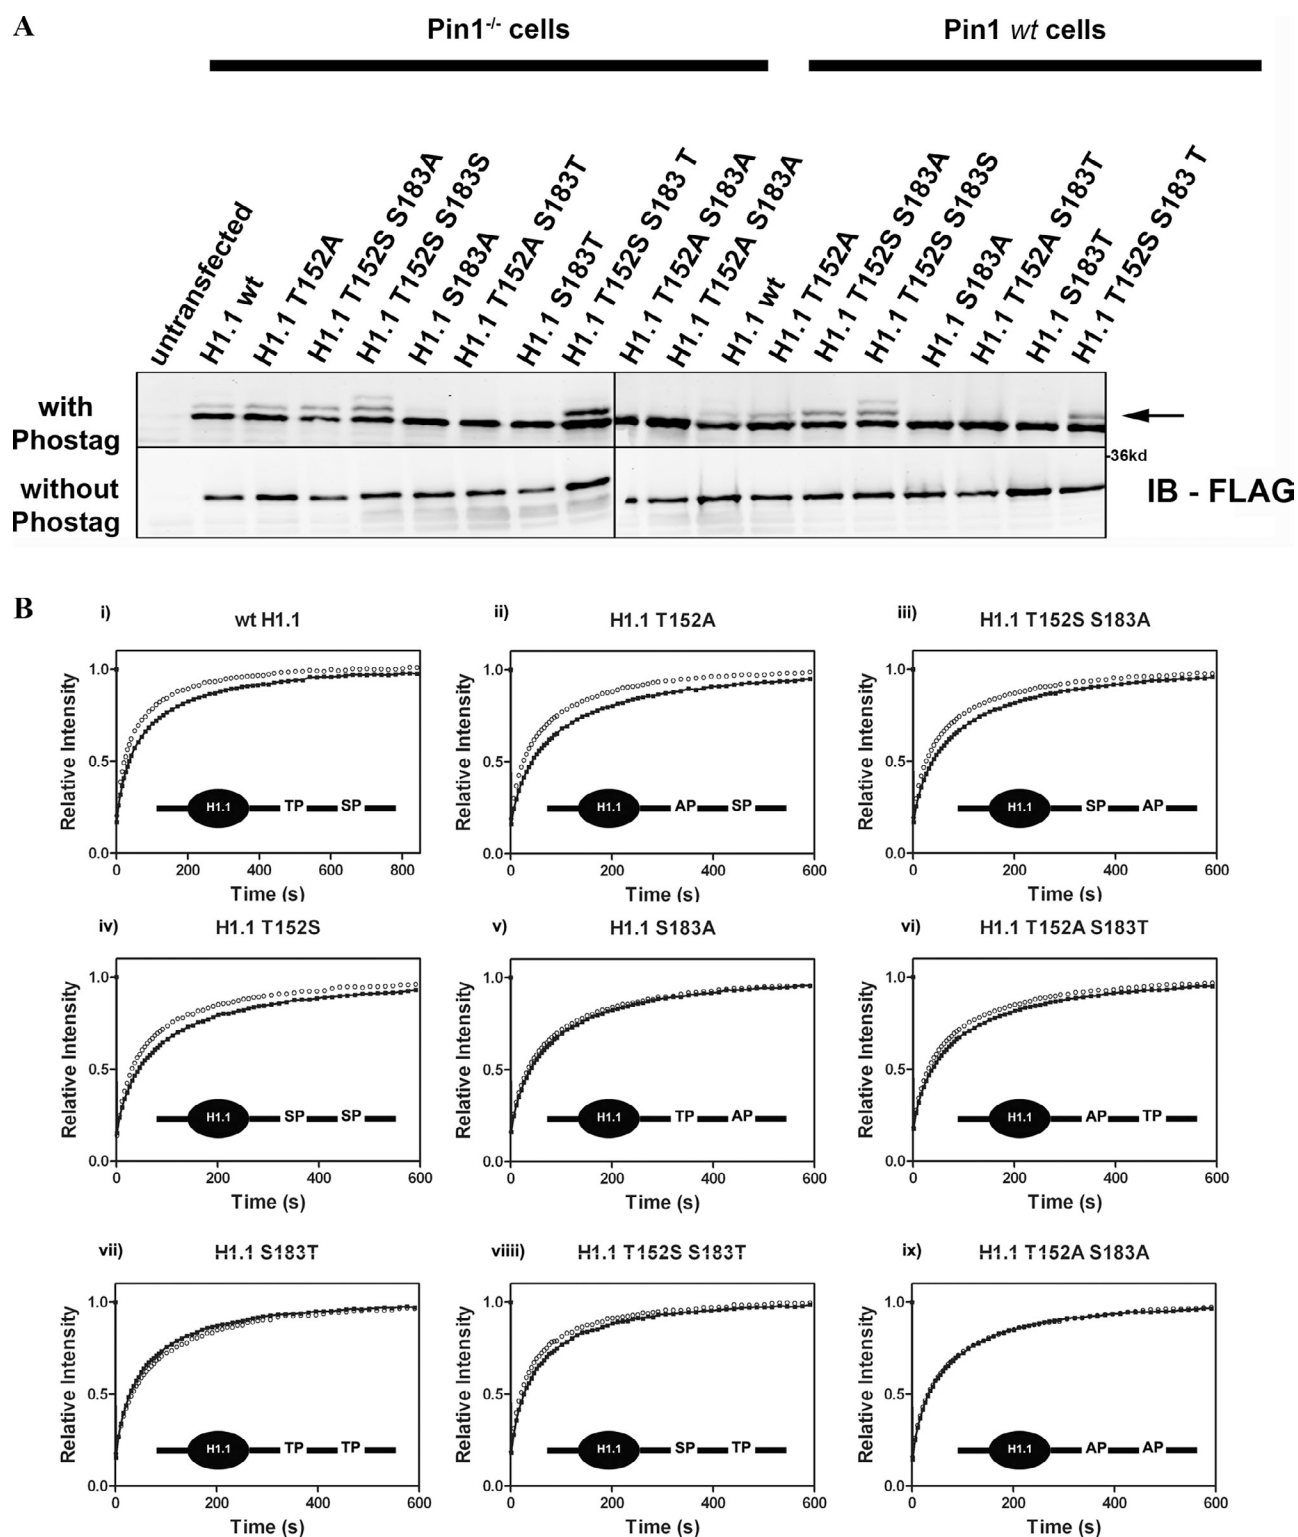 A
Pin1-/- cells
Pin1 wt cells
untransfected
H1.1 wt
H1.1 T152A
H1.1 T152S S183A
H1.1 T152S S183S
H1.1 S183A
H1.1 T152A S183T
H1.1 S183T
H1.1 T152S S183 T
H1.1 T152A S183A
H1.1 T152A S183A
H1.1 wt
H1.1 T152A
H1.1 T152S S183A
H1.1 T152S S183S
H1.1 S183A
H1.1 T152A S183T
H1.1 S183T
H1.1 T152S S183 T
with
Phostag
-36kd
without
Phostag
IB - FLAG
B
i)
wt H1.1
Relative Intensity
1.0
0.5
0.0
H1.1
TP
SP
0
200
400
600
800
Time (s)
ii)
H1.1 T152A
Relative Intensity
1.0
0.5
0.0
H1.1
AP
SP
0
200
400
600
Time (s)
iii)
H1.1 T152S S183A
Relative Intensity
1.0
0.5
0.0
H1.1
SP
AP
0
200
400
600
Time (s)
iv)
H1.1 T152S
Relative Intensity
1.0
0.5
0.0
H1.1
SP
SP
0
200
400
600
Time (s)
v)
H1.1 S183A
Relative Intensity
1.0
0.5
0.0
H1.1
TP
AP
0
200
400
600
Time (s)
vi)
H1.1 T152A S183T
Relative Intensity
1.0
0.5
0.0
H1.1
AP
TP
0
200
400
600
Time (s)
vii)
H1.1 S183T
Relative Intensity
1.0
0.5
0.0
H1.1
TP
TP
0
200
400
600
Time (s)
viiii)
H1.1 T152S S183T
Relative Intensity
1.0
0.5
0.0
H1.1
SP
TP
0
200
400
600
Time (s)
ix)
H1.1 T152A S183A
Relative Intensity
1.0
0.5
0.0
H1.1
AP
AP
0
200
400
600
Time (s)